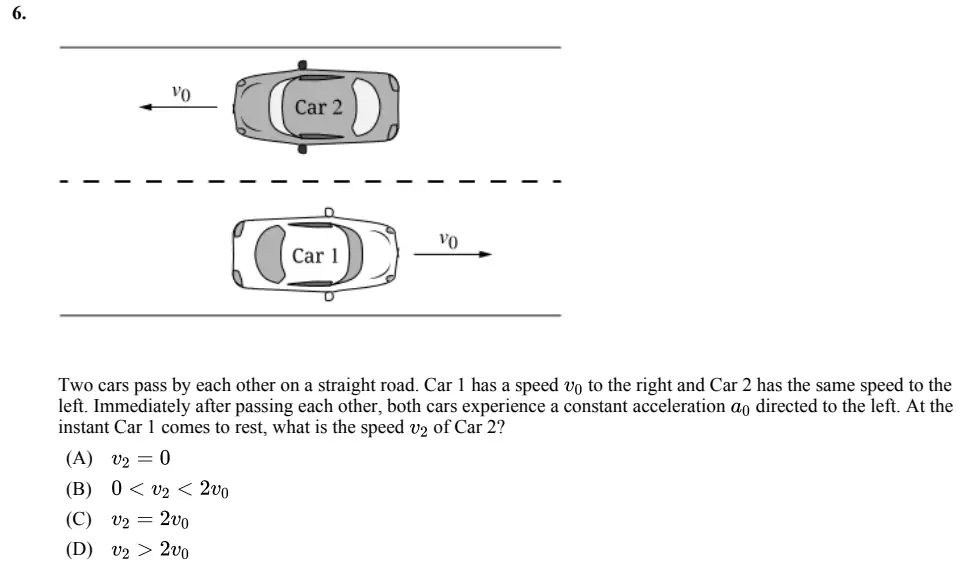 6.
v0
Car 2
Car 1
v0
Two cars pass by each other on a straight road. Car 1 has a speed v0 to the right and Car 2 has the same speed to the
left. Immediately after passing each other, both cars experience a constant acceleration a0 directed to the left. At the
instant Car 1 comes to rest, what is the speed v2 of Car 2?
(A) v2 = 0
(B) 0 < v2 < 2v0
(C) v2 = 2v0
(D) v2 > 2v0